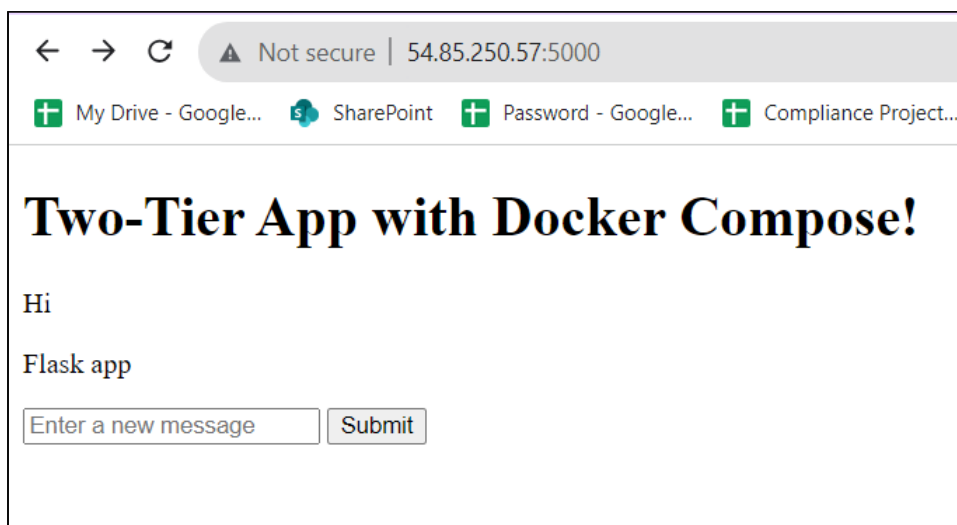 Not secure | 54.85.250.57:5000
My Drive - Google... SharePoint Password - Google... Compliance Project...
Two-Tier App with Docker Compose!
Hi
Flask app
Enter a new message Submit